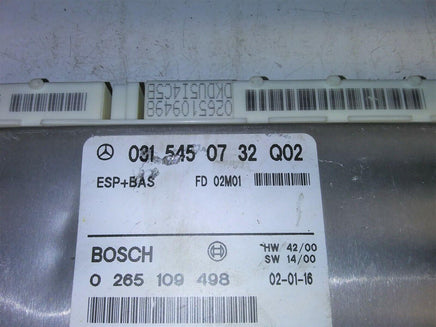 0265109498
DKDU5I4C5B
031 545 07 32 Q02
ESP+BAS FD 02M01
BOSCH HW 42/00
SW 14/00
0 265 109 498 02-01-16